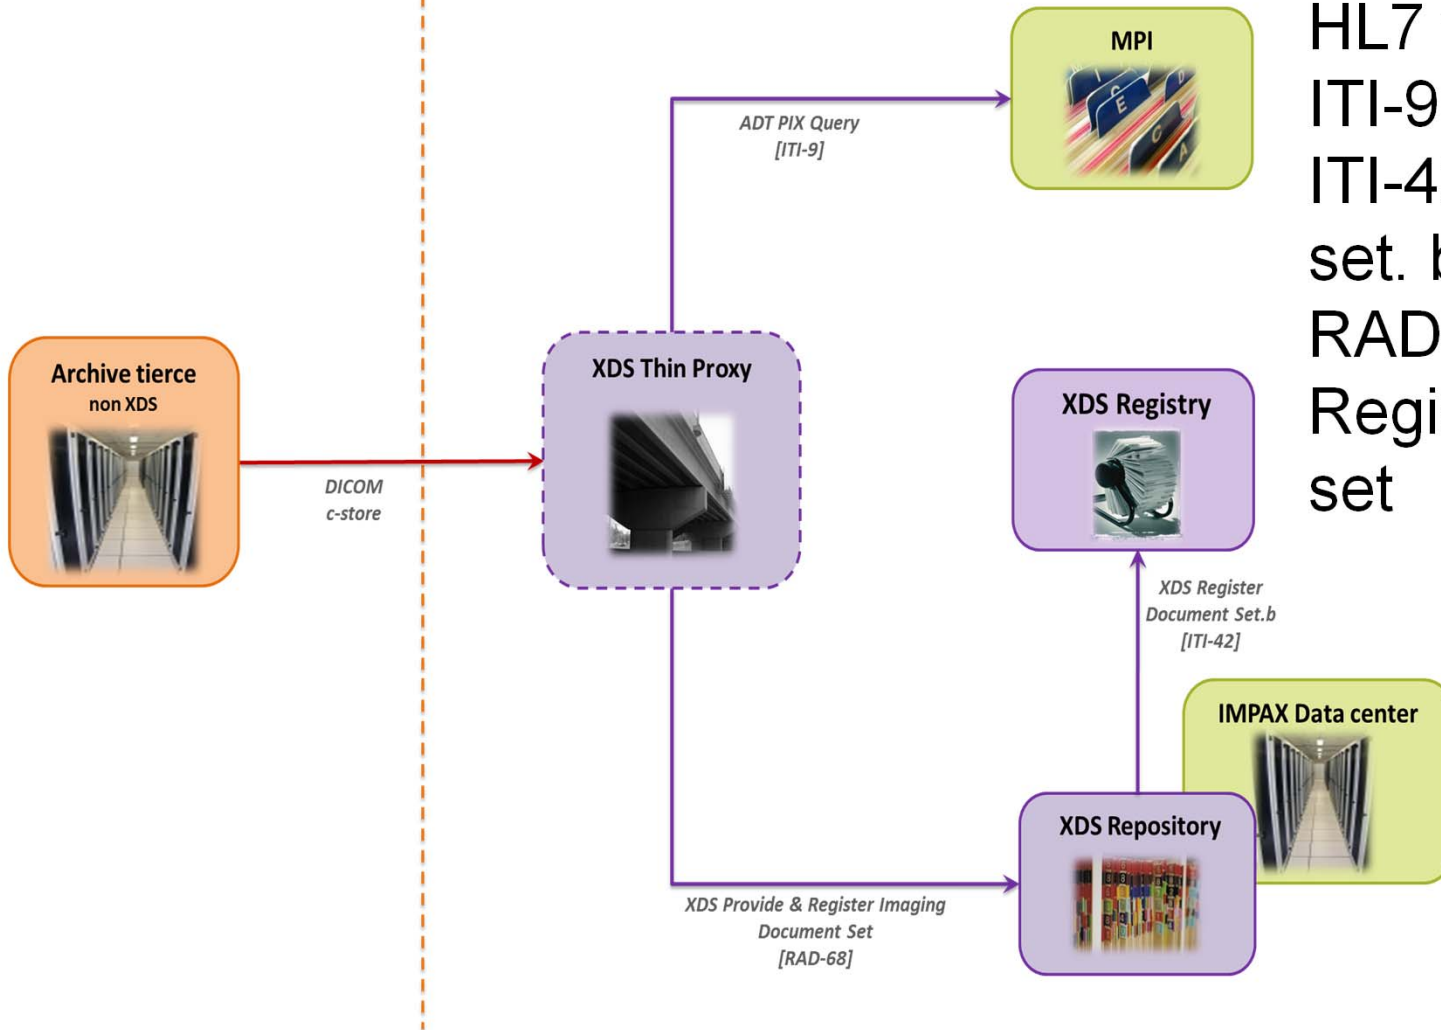 MPI
ADT PIX Query
[ITI-9]
Archive tierce
non XDS
DICOM
c-store
XDS Thin Proxy
XDS Registry
XDS Register
Document Set.b
[ITI-42]
IMPAX Data center
XDS Repository
XDS Provide & Register Imaging
Document Set
[RAD-68]
HL7
ITI-9
ITI-4
set.
RAD
Regi
set